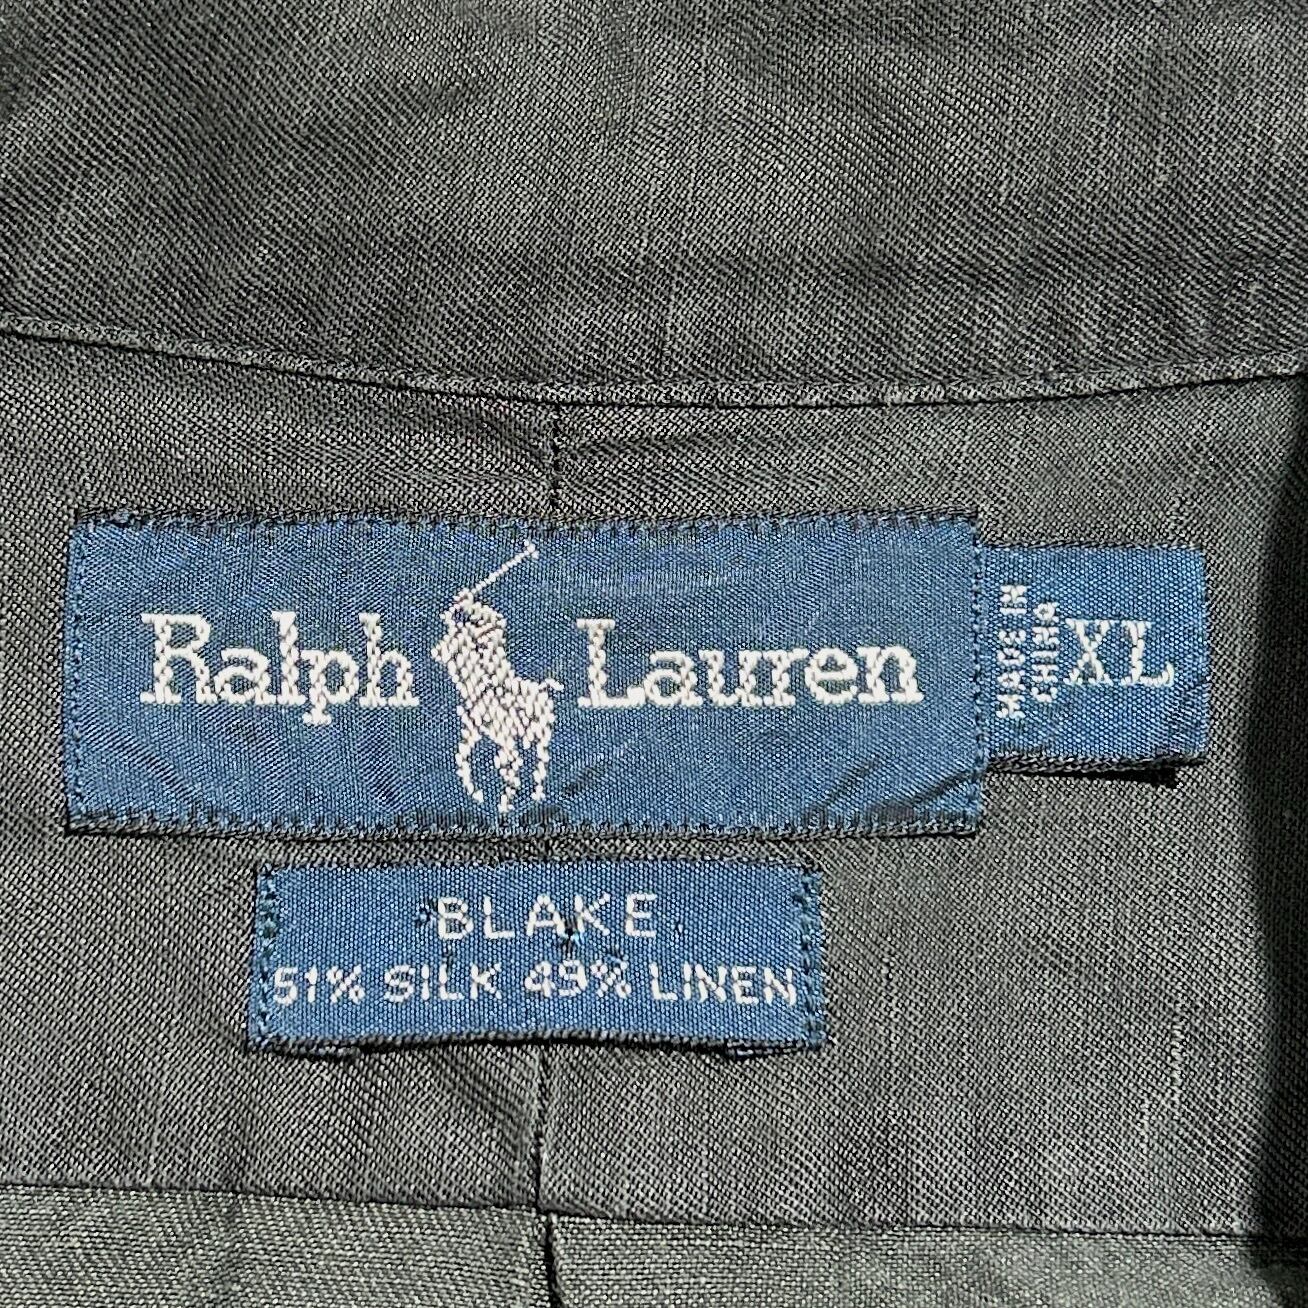 Ralph Lauren
MADE IN
CHINA
XL
BLAKE
51% SILK 49% LINEN